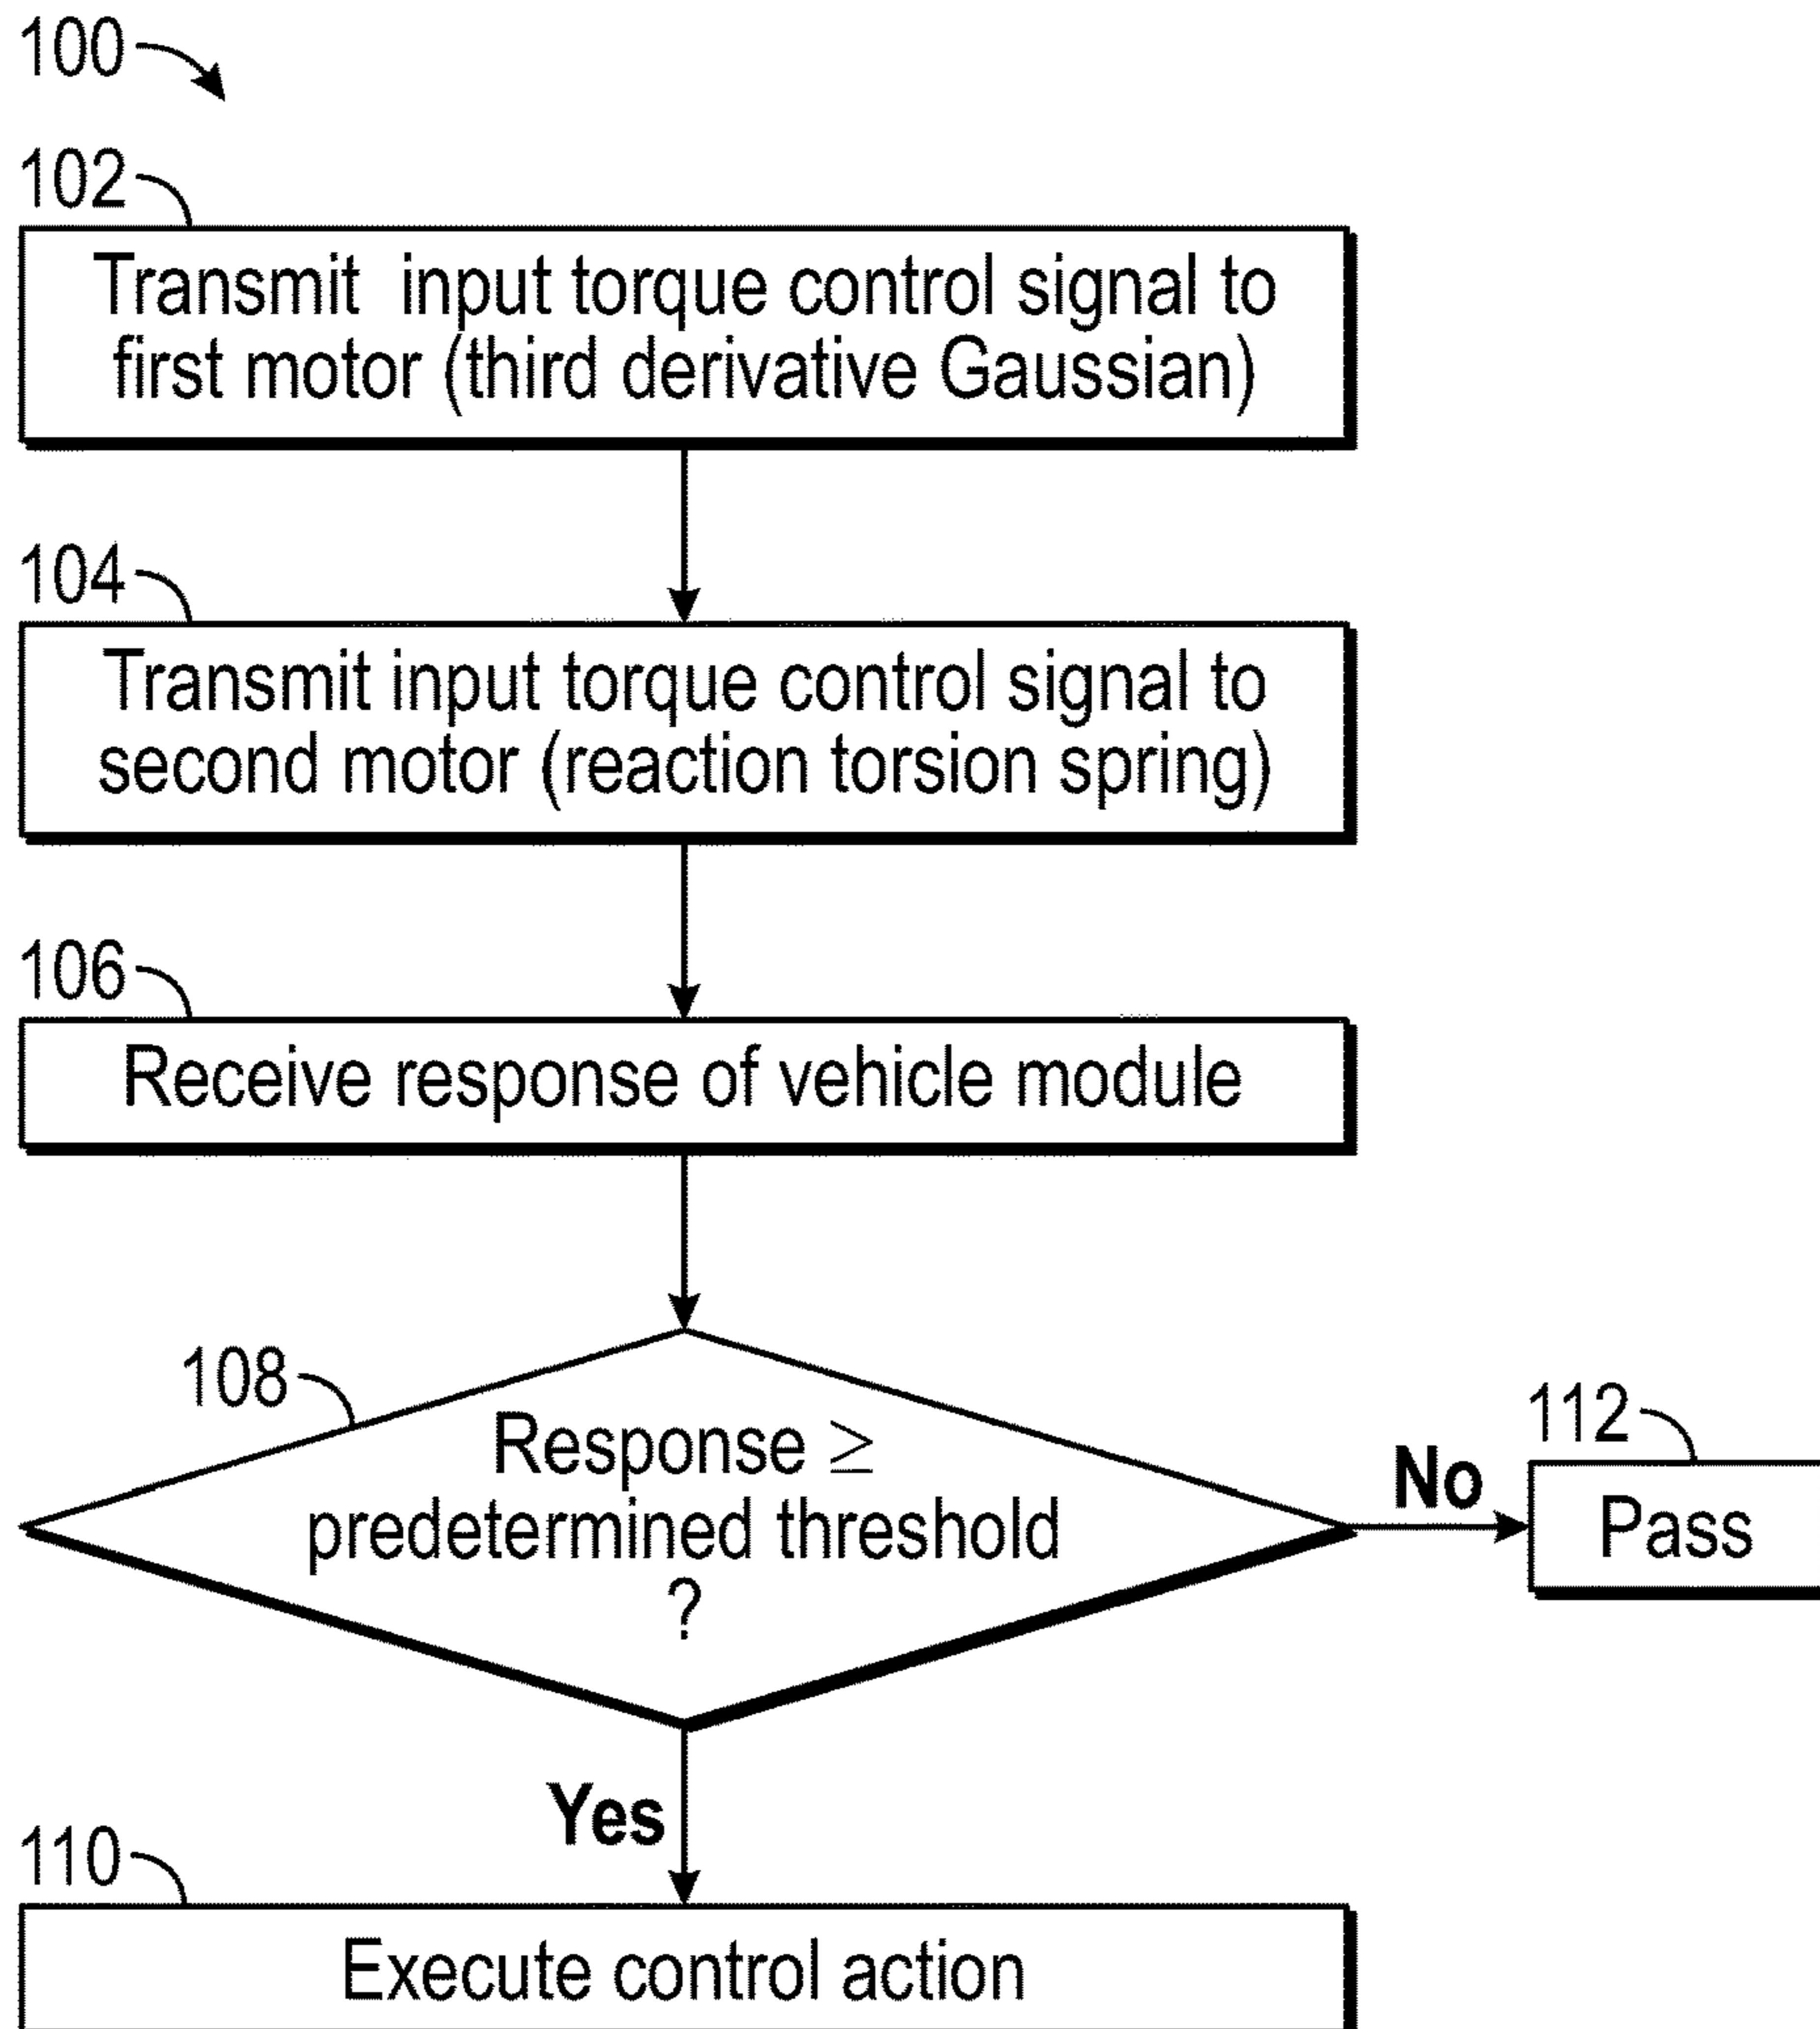 100
102
Transmit input torque control signal to
first motor (third derivative Gaussian)
104
Transmit input torque control signal to
second motor (reaction torsion spring)
106
Receive response of vehicle module
108
Response ≥
predetermined threshold
?
No
112
Pass
Yes
110
Execute control action